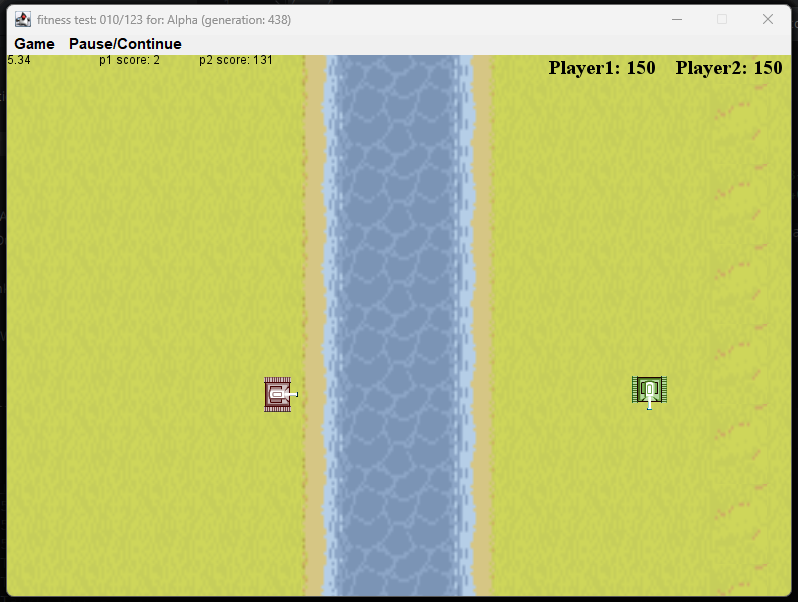 fitness test: 010/123 for: Alpha (generation: 438)
Game Pause/Continue
5.34 p1 score: 2 p2 score: 131
Player1: 150 Player2: 150